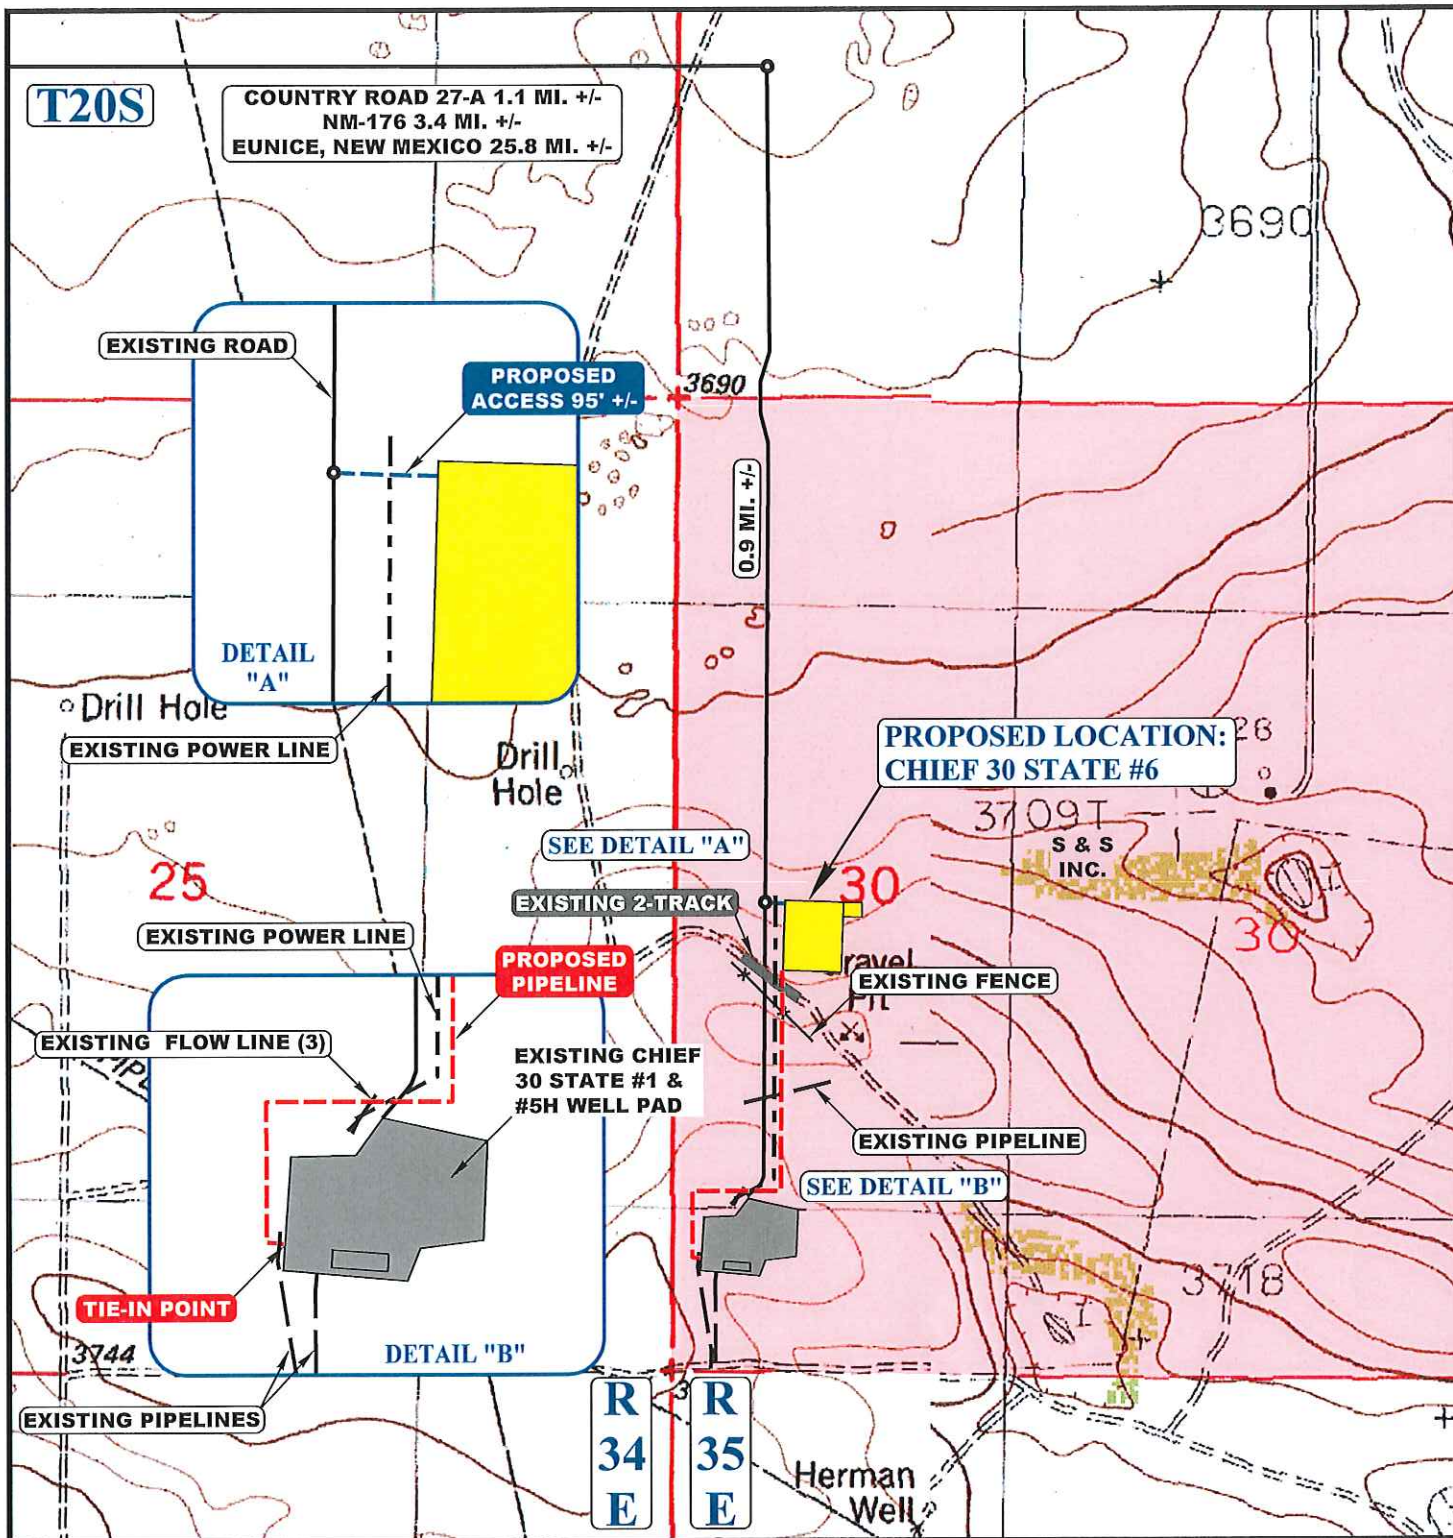 T20S
COUNTRY ROAD 27-A 1.1 MI. +/-
NM-176 3.4 MI. +/-
EUNICE, NEW MEXICO 25.8 MI. +/-
3690
EXISTING ROAD
PROPOSED
ACCESS 95' +/-
3690
0.9 MI. +/-
DETAIL
"A"
Drill Hole
EXISTING POWER LINE
Drill
Hole
PROPOSED LOCATION:
CHIEF 30 STATE #6
28
3709T
S & S
INC.
SEE DETAIL "A"
25
30
EXISTING 2-TRACK
30
EXISTING POWER LINE
PROPOSED
PIPELINE
ravel
Pit
EXISTING FENCE
EXISTING FLOW LINE (3)
EXISTING CHIEF
30 STATE #1 &
#5H WELL PAD
EXISTING PIPELINE
SEE DETAIL "B"
3718
TIE-IN POINT
3744
DETAIL "B"
EXISTING PIPELINES
R
34
E
R
35
E
Herman
Well